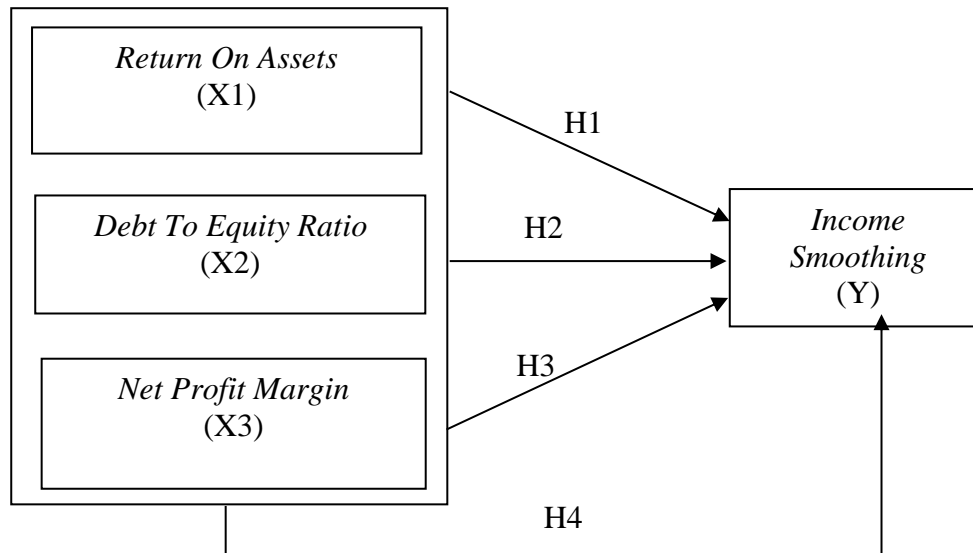 Return On Assets
(X1)
H1
Debt To Equity Ratio
(X2)
H2
Income
Smoothing
(Y)
Net Profit Margin
(X3)
H3
H4